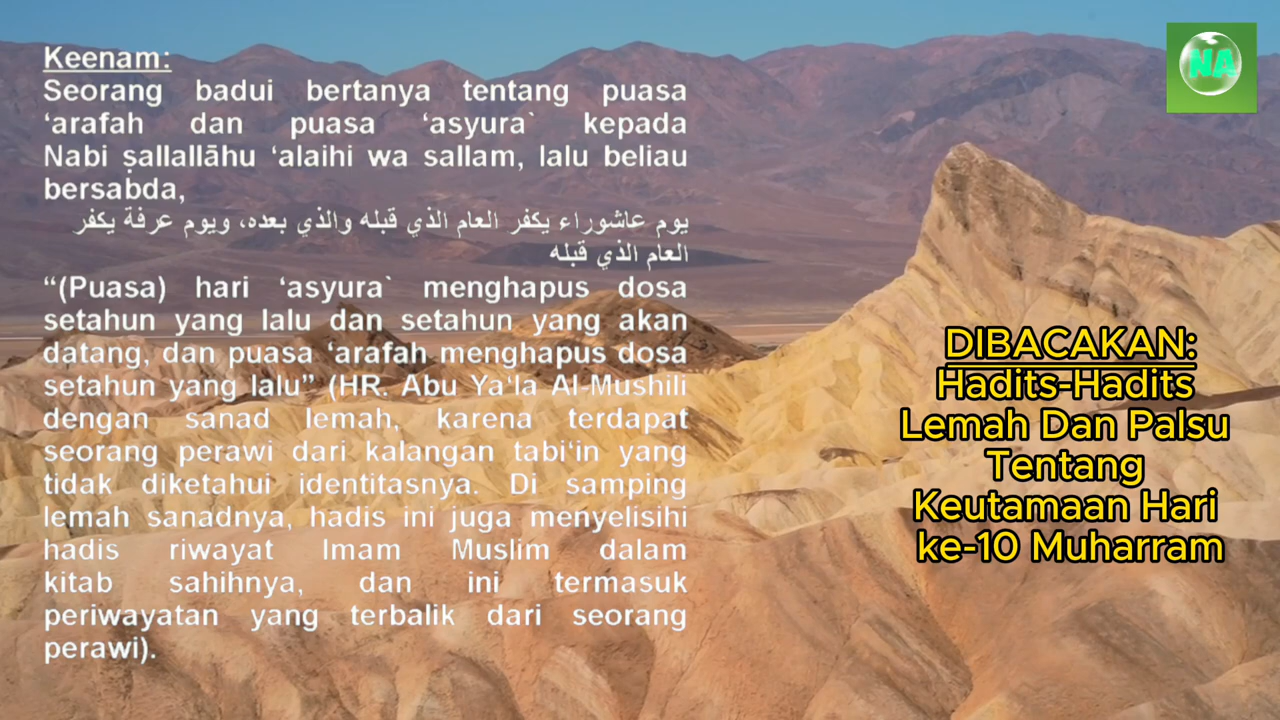 Keenam:
Seorang badui bertanya tentang puasa
‘arafah dan puasa ‘asyura` kepada
Nabi ṣallallāhu ‘alaihi wa sallam, lalu beliau
bersabda,
يوم عاشوراء يكفر العام الذي قبله والذي بعده، ويوم عرفة يكفر
العام الذي قبله
“(Puasa) hari ‘asyura` menghapus dosa
setahun yang lalu dan setahun yang akan
datang, dan puasa ‘arafah menghapus dosa
setahun yang lalu” (HR. Abu Ya‘la Al-Mushili
dengan sanad lemah, karena terdapat
seorang perawi dari kalangan tabi‘in yang
tidak diketahui identitasnya. Di samping
lemah sanadnya, hadis ini juga menyelisihi
hadis riwayat Imam Muslim dalam
kitab sahihnya, dan ini termasuk
periwayatan yang terbalik dari seorang
perawi).
NA
DIBACAKAN:
Hadits-Hadits
Lemah Dan Palsu
Tentang
Keutamaan Hari
ke-10 Muharram